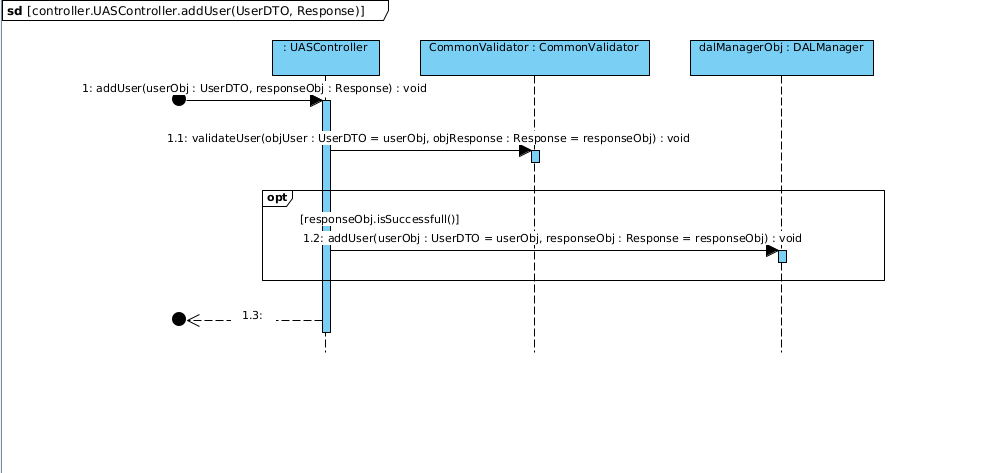 sd [controller.UASController.addUser(UserDTO, Response)]
: UASController
CommonValidator : CommonValidator
dalManagerObj : DALManager
1: addUser(userObj : UserDTO, responseObj : Response) : void
1.1: validateUser(objUser : UserDTO = userObj, objResponse : Response = responseObj) : void
opt
[responseObj.isSuccessfull()]
1.2: addUser(userObj : UserDTO = userObj, responseObj : Response = responseObj) : void
1.3: